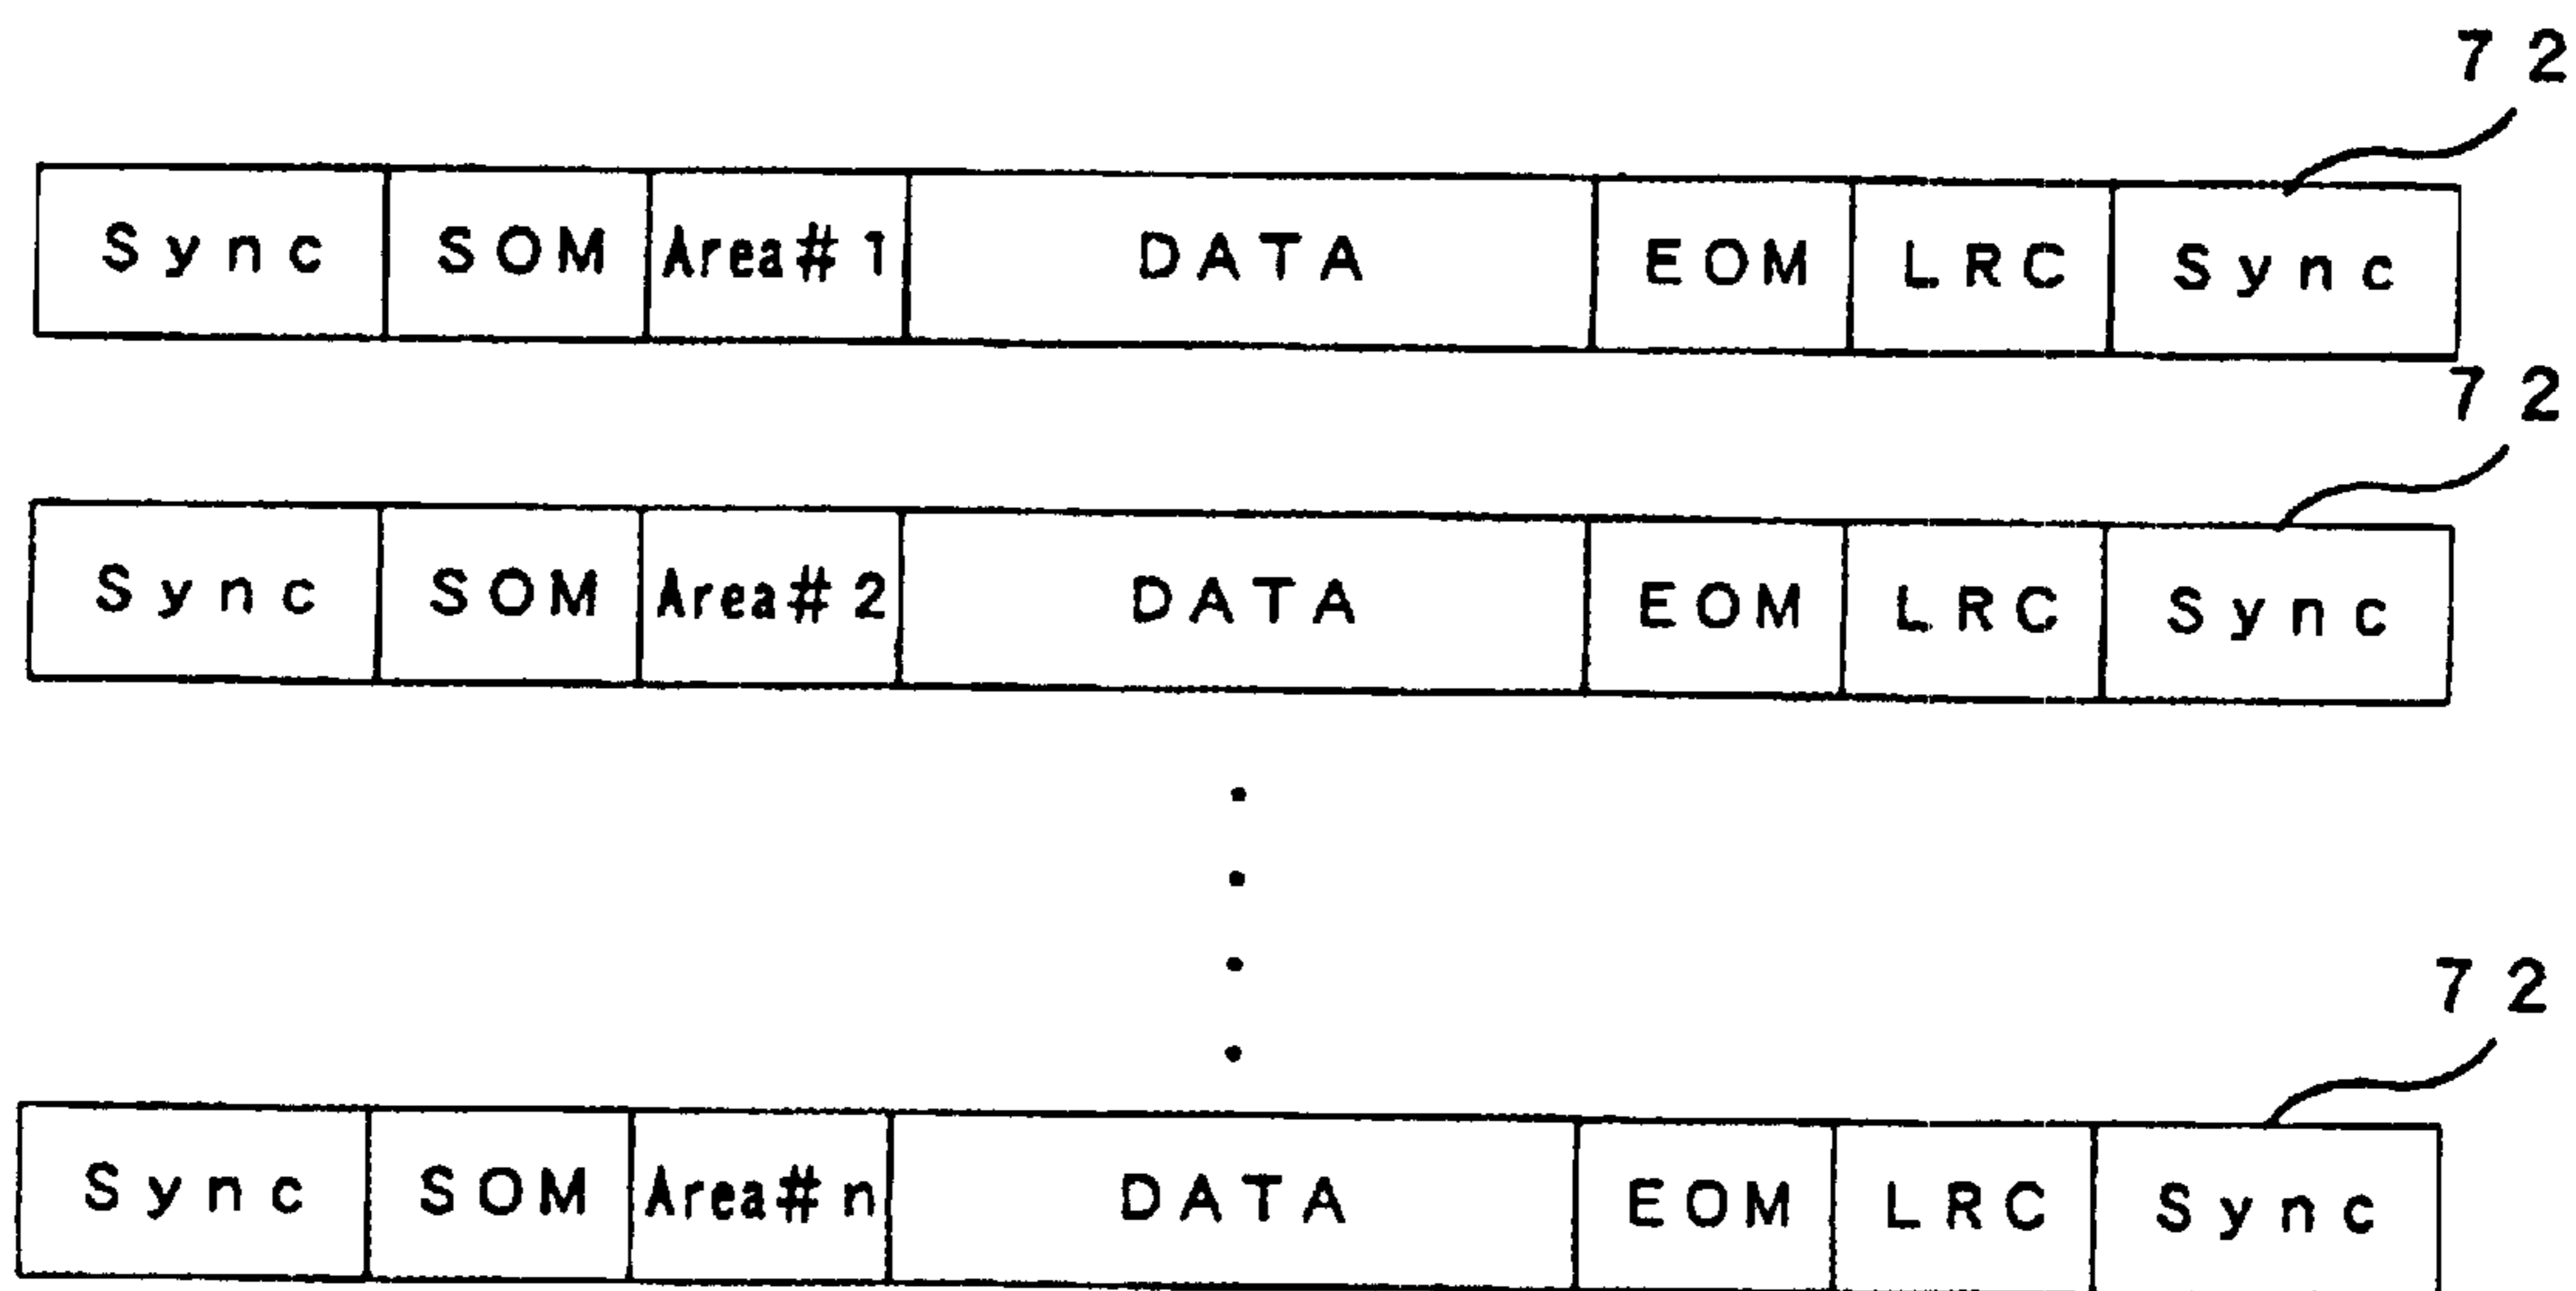 72
Sync SOM Area#1 DATA EOM LRC Sync
72
Sync SOM Area#2 DATA EOM LRC Sync
72
Sync SOM Area#n DATA EOM LRC Sync